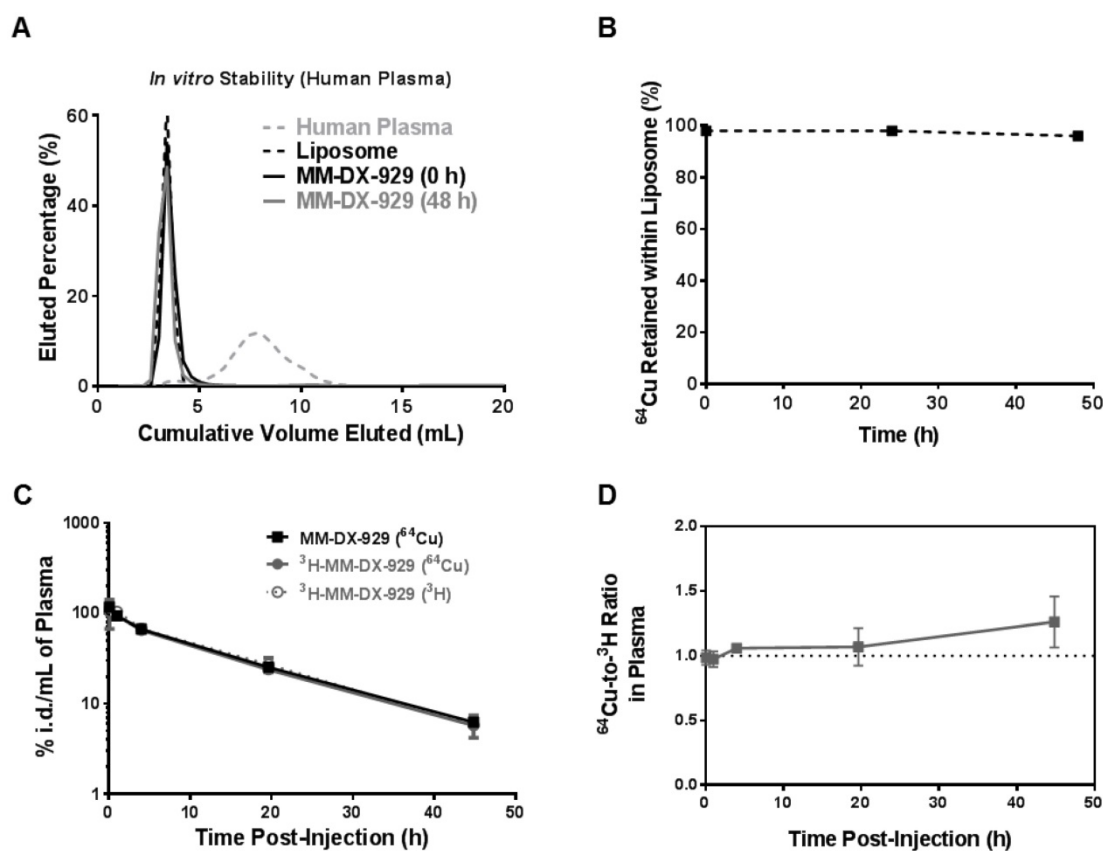 A
In vitro Stability (Human Plasma)
Eluted Percentage (%)
60
40
20
0
Human Plasma
Liposome
MM-DX-929 (0 h)
MM-DX-929 (48 h)
0 5 10 15 20
Cumulative Volume Eluted (mL)
B
⁶⁴Cu Retained within Liposome (%)
100
80
60
40
20
0
0 10 20 30 40 50
Time (h)
C
% i.d./mL of Plasma
1000
100
10
1
MM-DX-929 (⁶⁴Cu)
³H-MM-DX-929 (⁶⁴Cu)
³H-MM-DX-929 (³H)
0 10 20 30 40 50
Time Post-Injection (h)
D
⁶⁴Cu-to-³H Ratio
in Plasma
2.0
1.5
1.0
0.5
0.0
0 10 20 30 40 50
Time Post-Injection (h)